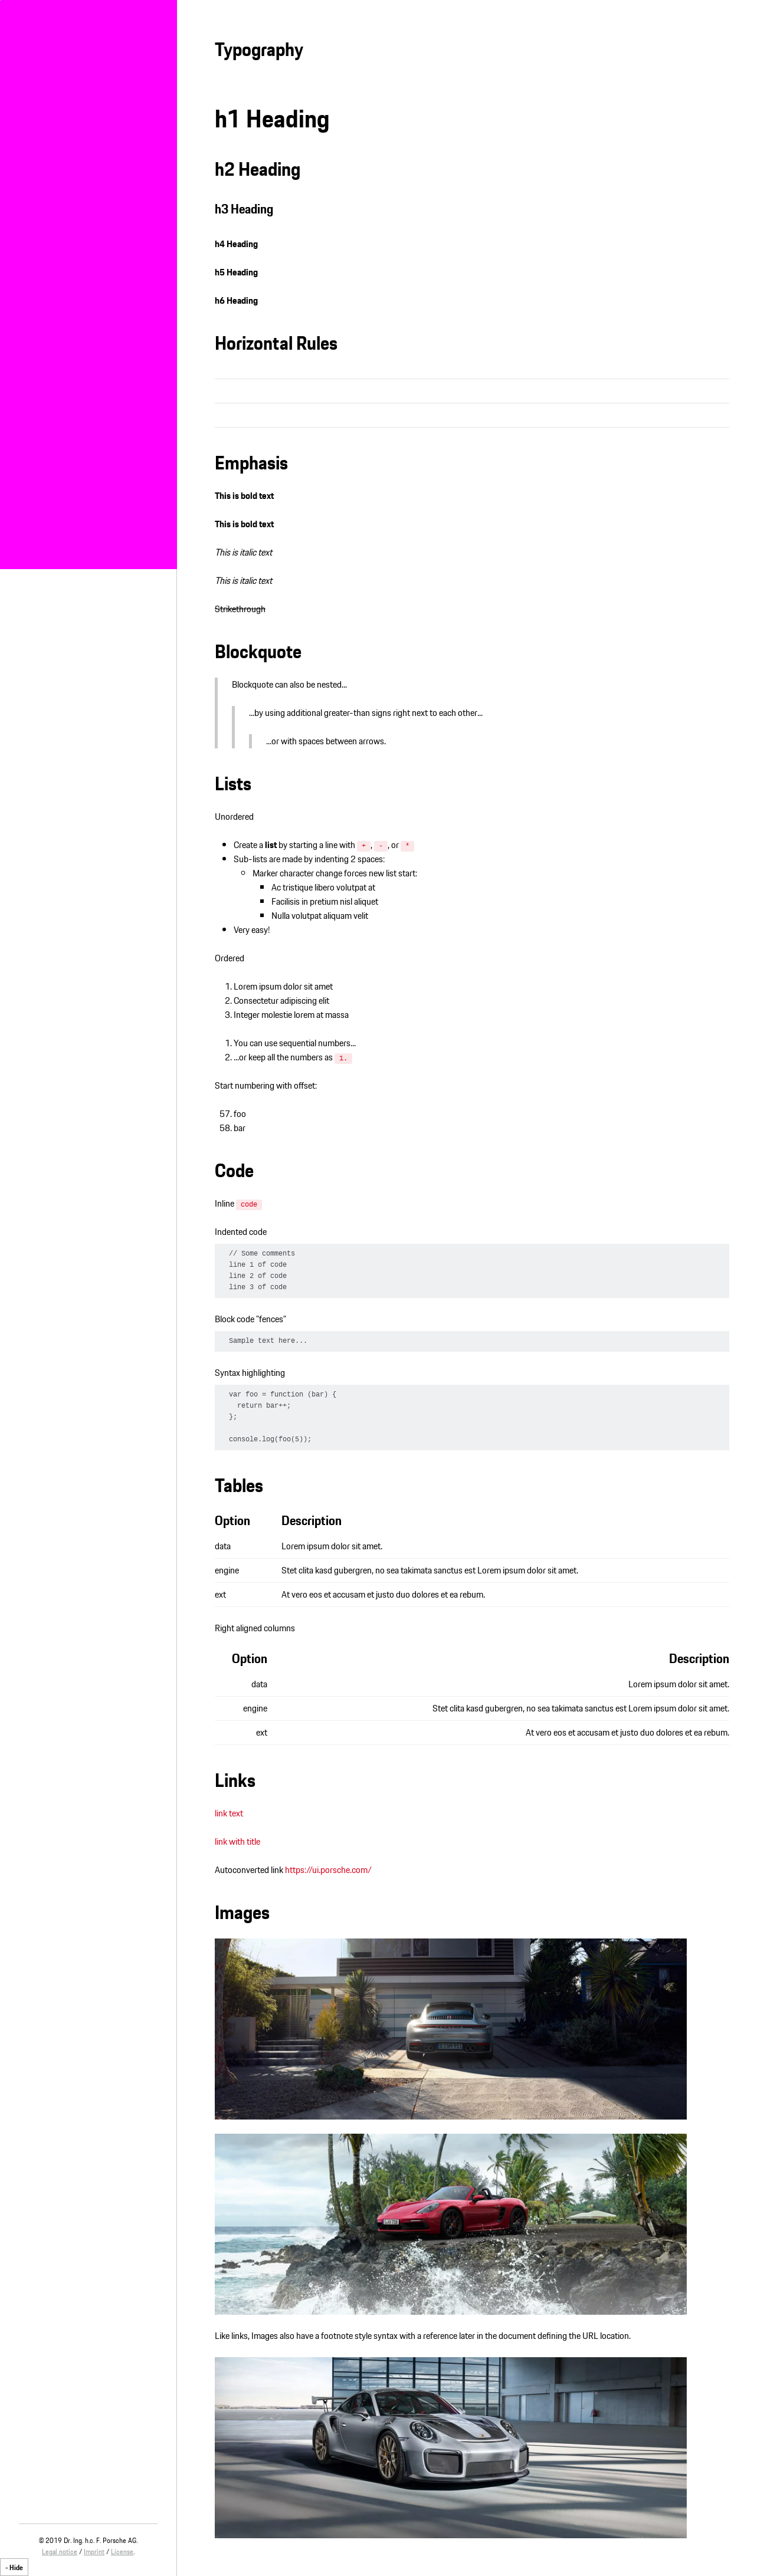 Typography
h1 Heading
h2 Heading
h3 Heading
h4 Heading
h5 Heading
h6 Heading
Horizontal Rules
Emphasis
This is bold text
This is bold text
This is italic text
This is italic text
Strikethrough
Blockquote
Blockquote can also be nested...
...by using additional greater-than signs right next to each other...
...or with spaces between arrows.
Lists
Unordered
Create a list by starting a line with + , - , or *
Sub-lists are made by indenting 2 spaces:
Marker character change forces new list start:
Ac tristique libero volutpat at
Facilisis in pretium nisl aliquet
Nulla volutpat aliquam velit
Very easy!
Ordered
1. Lorem ipsum dolor sit amet
2. Consectetur adipiscing elit
3. Integer molestie lorem at massa
1. You can use sequential numbers...
2. ...or keep all the numbers as 1.
Start numbering with offset:
57. foo
58. bar
Code
Inline code
Indented code
// Some comments
line 1 of code
line 2 of code
line 3 of code
Block code "fences"
Sample text here...
Syntax highlighting
var foo = function (bar) {
  return bar++;
};
console.log(foo(5));
Tables
Option Description
data Lorem ipsum dolor sit amet.
engine Stet clita kasd gubergren, no sea takimata sanctus est Lorem ipsum dolor sit amet.
ext At vero eos et accusam et justo duo dolores et ea rebum.
Right aligned columns
Option Description
data Lorem ipsum dolor sit amet.
engine Stet clita kasd gubergren, no sea takimata sanctus est Lorem ipsum dolor sit amet.
ext At vero eos et accusam et justo duo dolores et ea rebum.
Links
link text
link with title
Autoconverted link https://ui.porsche.com/
Images
Like links, Images also have a footnote style syntax with a reference later in the document defining the URL location.
© 2019 Dr. Ing. h.c. F. Porsche AG.
Legal notice / Imprint / License.
- Hide